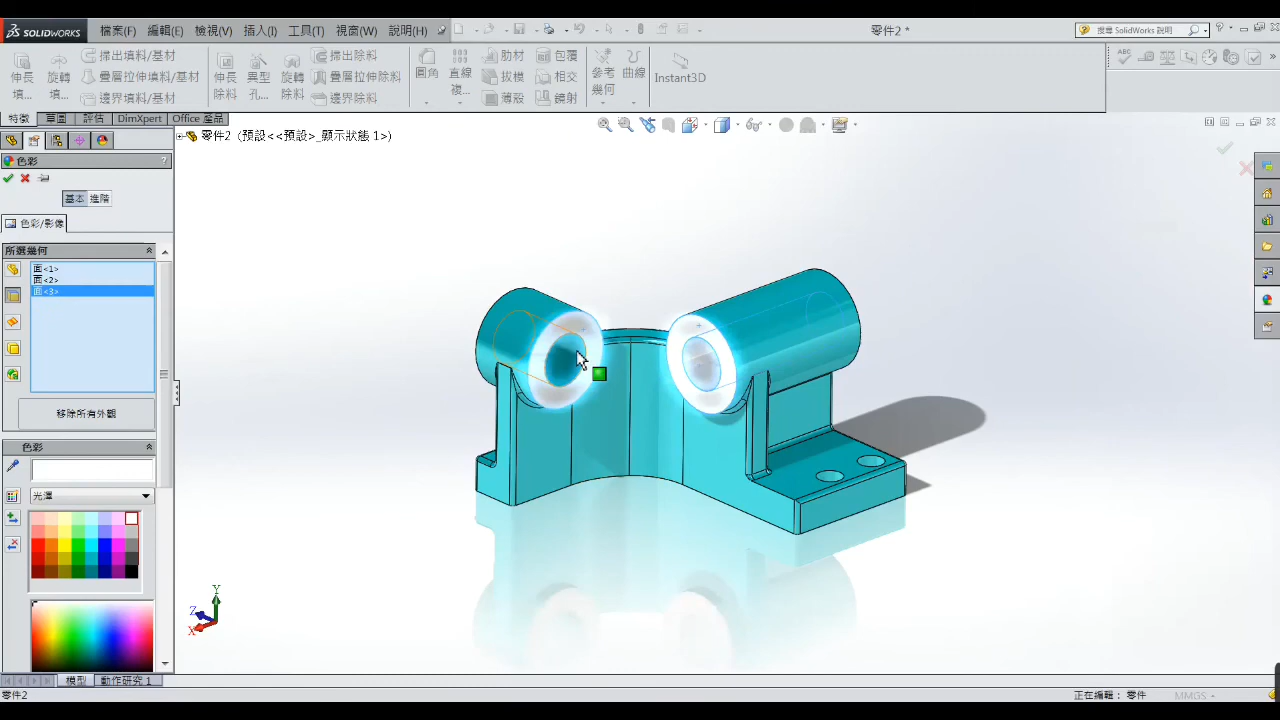 SOLIDWORKS 檔案(F) 編輯(E) 檢視(V) 插入(I) 工具(T) 視窗(W) 說明(H) 零件2 * 搜尋 SolidWorks 說明
伸長填... 旋轉填... 掃出填料/基材 疊層拉伸填料/基材 邊界填料/基材 伸長除料 異型孔... 旋轉除料 掃出除料 疊層拉伸除料 邊界除料 圓角 直線複... 肋材 拔模 薄殼 包覆 相交 鏡射 參考幾何 曲線 Instant3D
特徵 草圖 評估 DimXpert Office 產品
零件2 (預設<<預設>_顯示狀態 1>)
色彩 ?
基本 進階
色彩/影像
所選幾何
面<1>
面<2>
面<3>
移除所有外觀
色彩
光澤
Y
Z
X
模型 動作研究 1
零件2 正在編輯：零件 MMGS